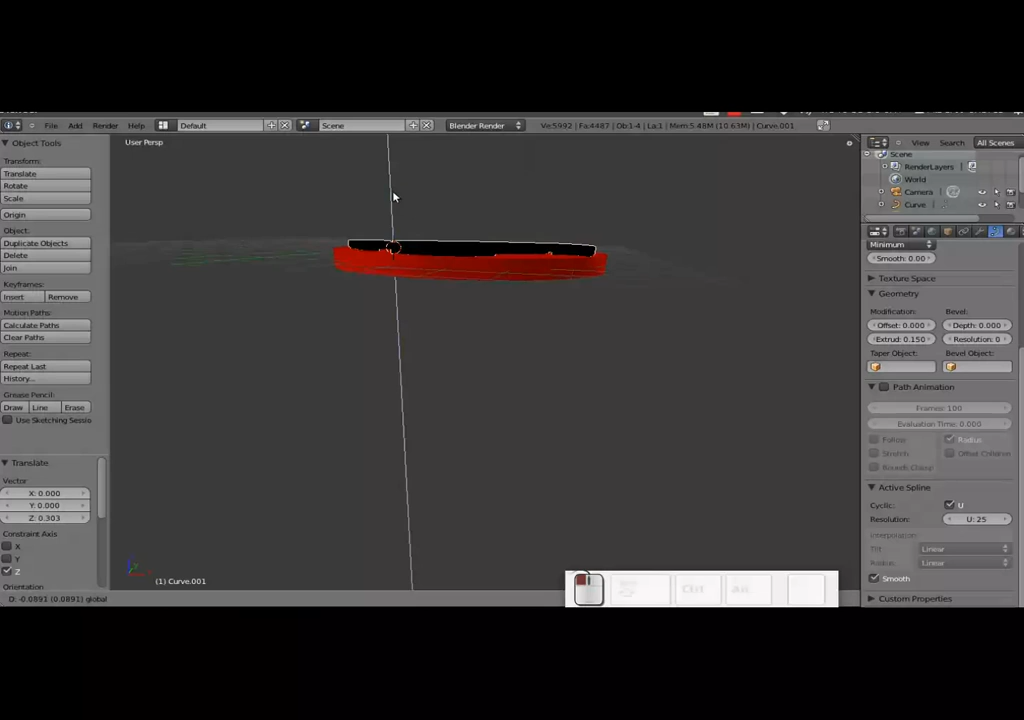 File Add Render Help Default Scene Blender Render Ve:5992 | Fa:4487 | Ob:1-4 | La:1 | Mem:5.48M (10.63M) | Curve.001
View Search All Scenes
Object Tools
User Persp
Scene
Transform:
RenderLayers
Translate
World
Rotate
Camera
Scale
Curve
Origin
Object:
Duplicate Objects
Minimum
Delete
Smooth: 0.00
Join
Texture Space
Keyframes:
Geometry
Insert Remove
Modification: Bevel:
Motion Paths:
Offset: 0.000 Depth: 0.000
Calculate Paths
Extrud: 0.150 Resolution: 0
Clear Paths
Taper Object: Bevel Object:
Repeat:
Repeat Last
History...
Path Animation
Grease Pencil:
Frames: 100
Draw Line Erase
Use Sketching Sessio
Evaluation Time: 0.000
Follow Radius
Stretch Offset Children
Translate
Bounds Clamp
Vector
Active Spline
X: 0.000
Cyclic: U
Y: 0.000
Resolution: U: 25
Z: 0.303
Interpolation:
Constraint Axis
Tilt: Linear
X
Radius: Linear
Y
Z
Smooth
(1) Curve.001
Orientation
Ctrl
Alt
D: -0.0891 (0.0891) global
Custom Properties